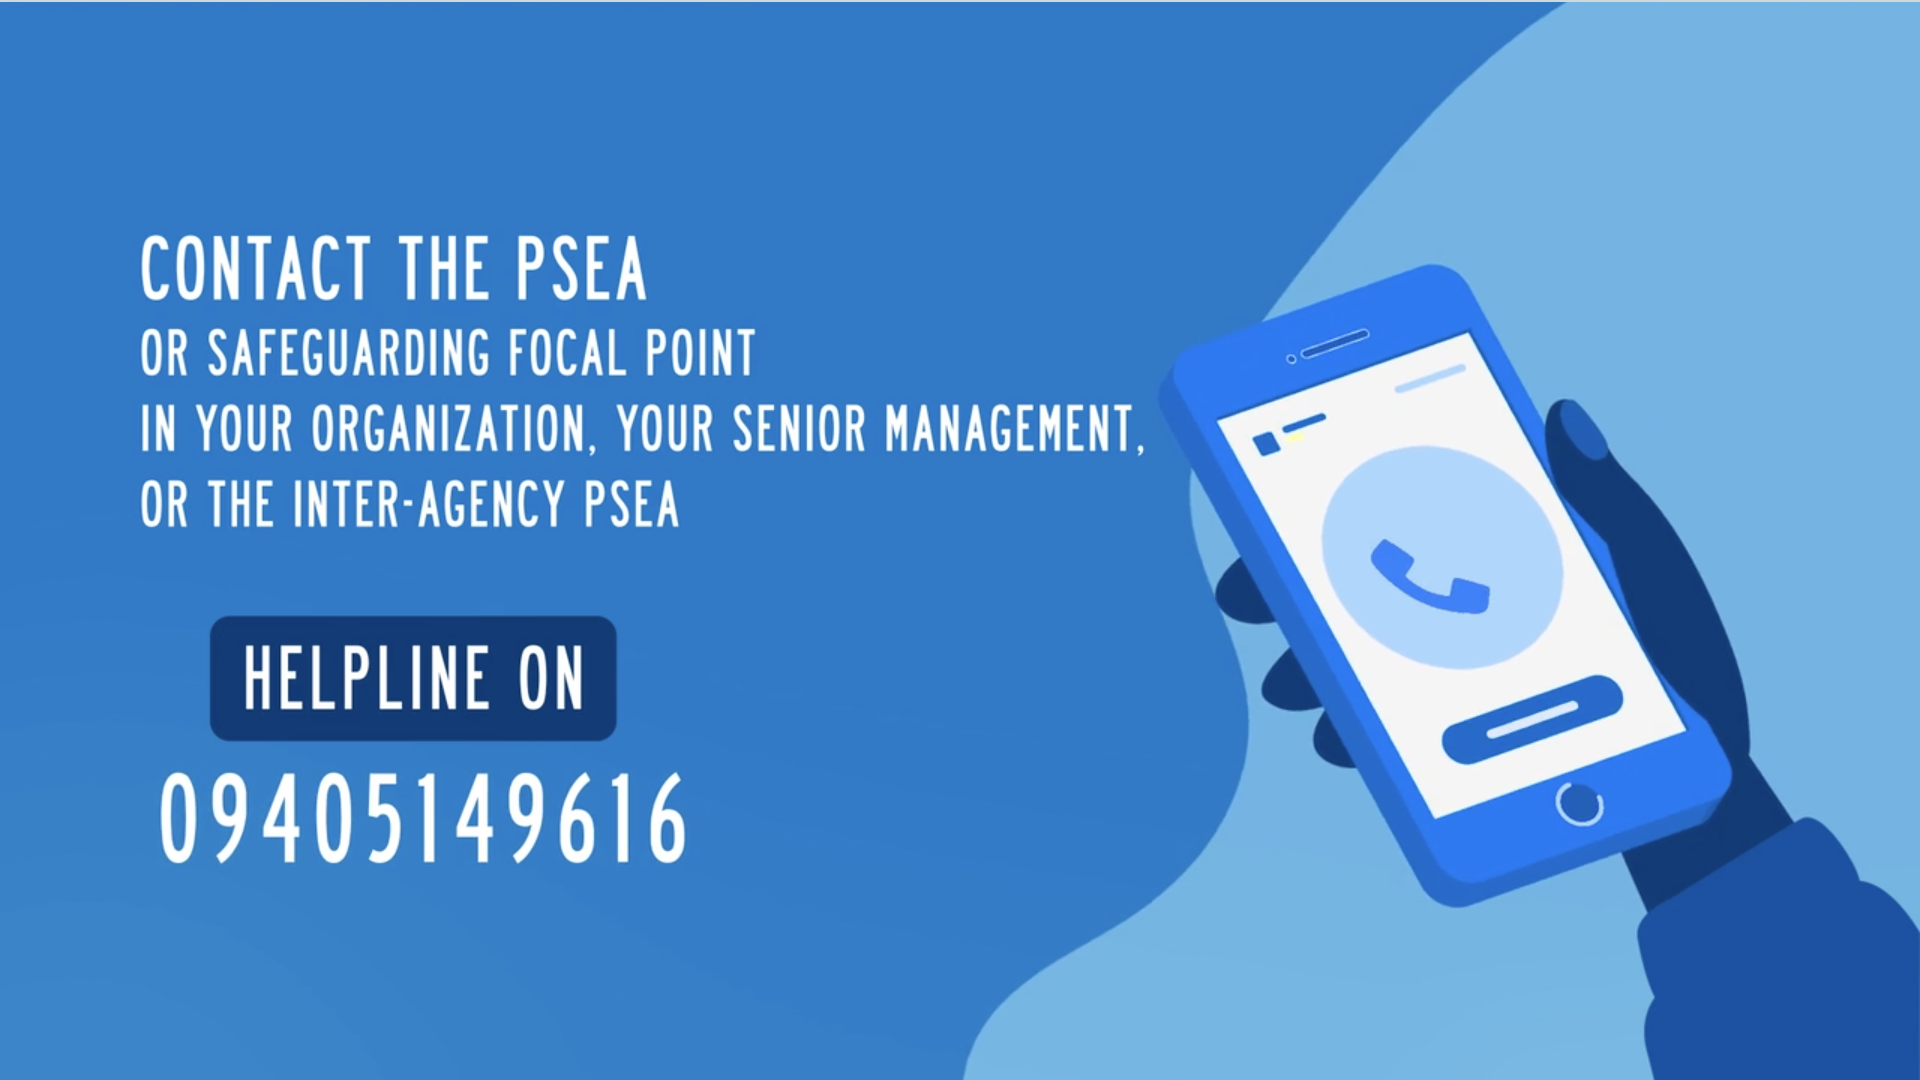 CONTACT THE PSEA
OR SAFEGUARDING FOCAL POINT
IN YOUR ORGANIZATION, YOUR SENIOR MANAGEMENT,
OR THE INTER-AGENCY PSEA
HELPLINE ON
09405149616